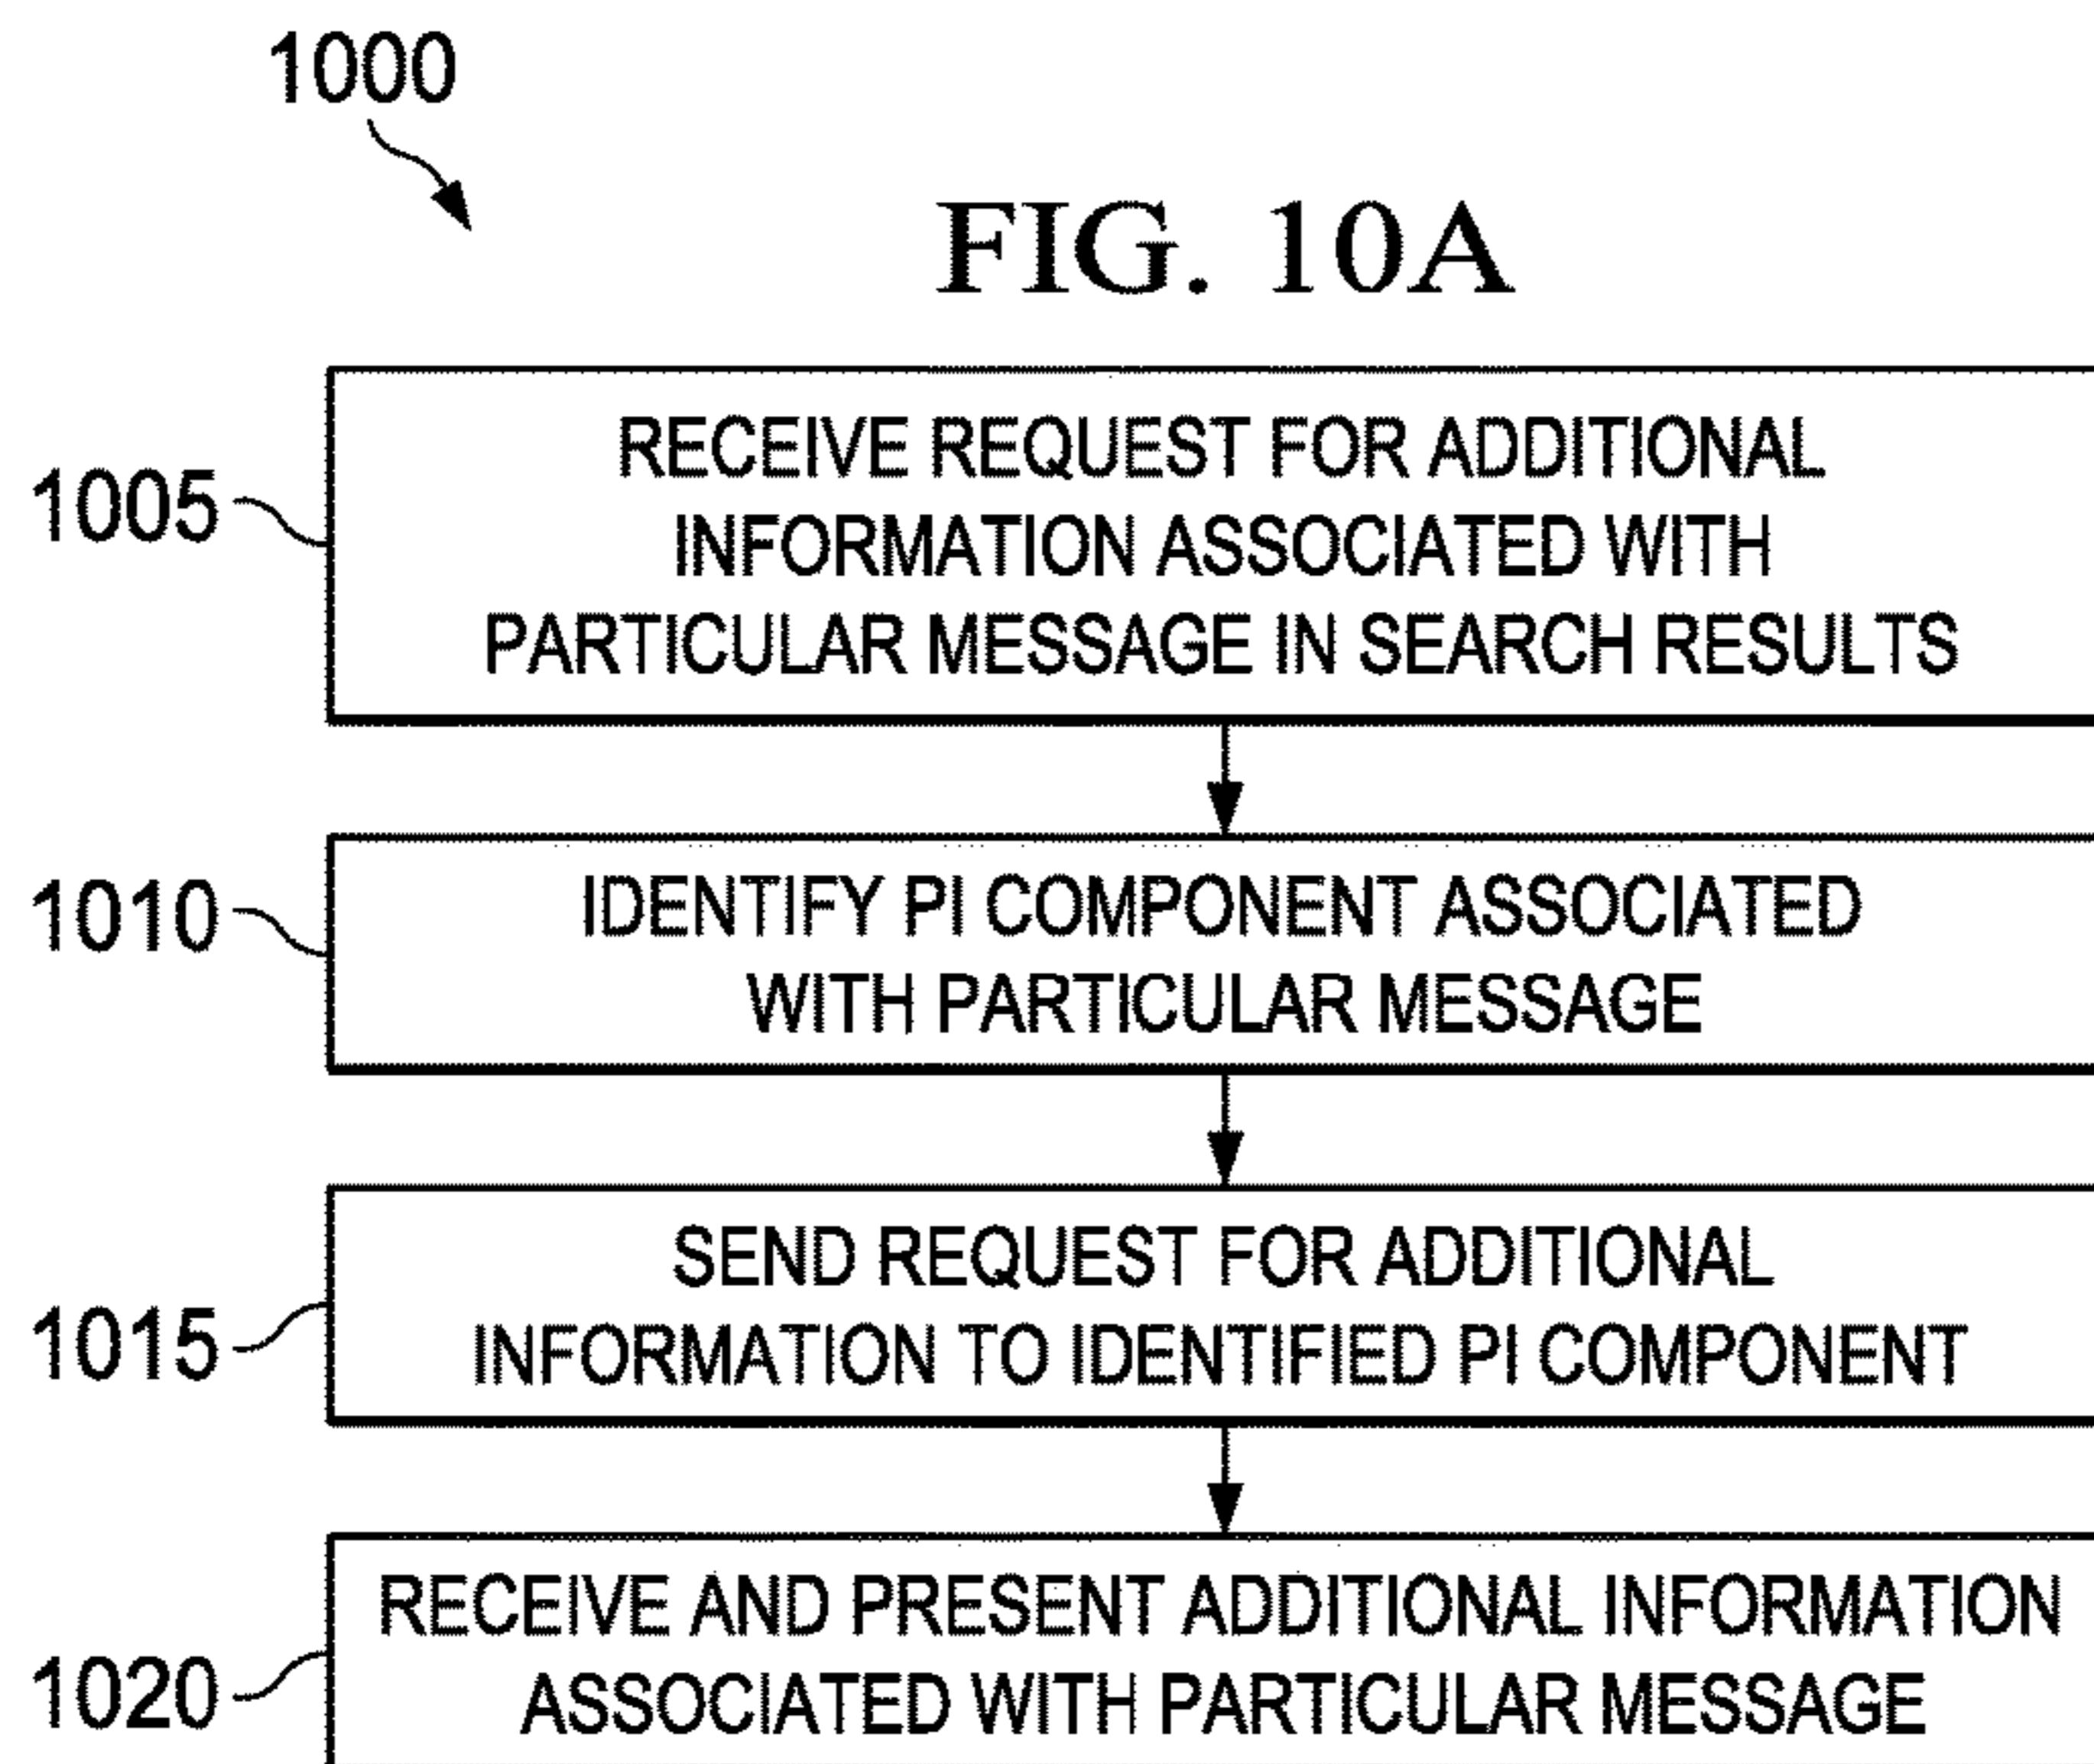 1000
FIG. 10A
1005
RECEIVE REQUEST FOR ADDITIONAL
INFORMATION ASSOCIATED WITH
PARTICULAR MESSAGE IN SEARCH RESULTS
1010
IDENTIFY PI COMPONENT ASSOCIATED
WITH PARTICULAR MESSAGE
1015
SEND REQUEST FOR ADDITIONAL
INFORMATION TO IDENTIFIED PI COMPONENT
1020
RECEIVE AND PRESENT ADDITIONAL INFORMATION
ASSOCIATED WITH PARTICULAR MESSAGE